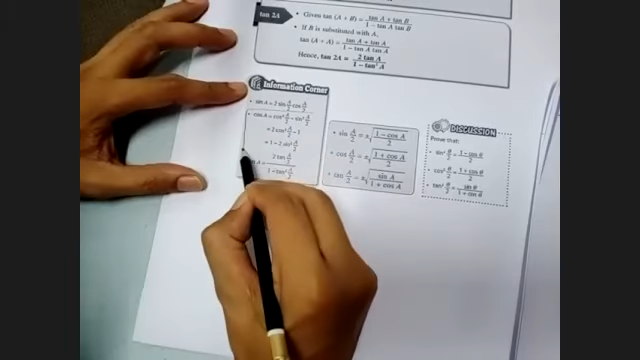 tan 2A
• Given tan (A + B) = (tan A + tan B) / (1 − tan A tan B)
• If B is substituted with A,
tan (A + A) = (tan A + tan A) / (1 − tan A tan A)
Hence, tan 2A = (2 tan A) / (1 − tan² A)
Information Corner
• sin A = 2 sin A/2 cos A/2
• cos A = cos² A/2 − sin² A/2
= 2 cos² A/2 − 1
= 1 − 2 sin² A/2
A = (2 tan A/2) / (1 − tan² A/2)
• sin A/2 = ±√((1 − cos A) / 2)
• cos A/2 = ±√((1 + cos A) / 2)
• tan A/2 = ±√(sin A / (1 + cos A))
DISCUSSION
Prove that:
• sin² θ/2 = (1 − cos θ) / 2
• cos² θ/2 = (1 + cos θ) / 2
• tan² θ/2 = sin θ / (1 + cos θ)